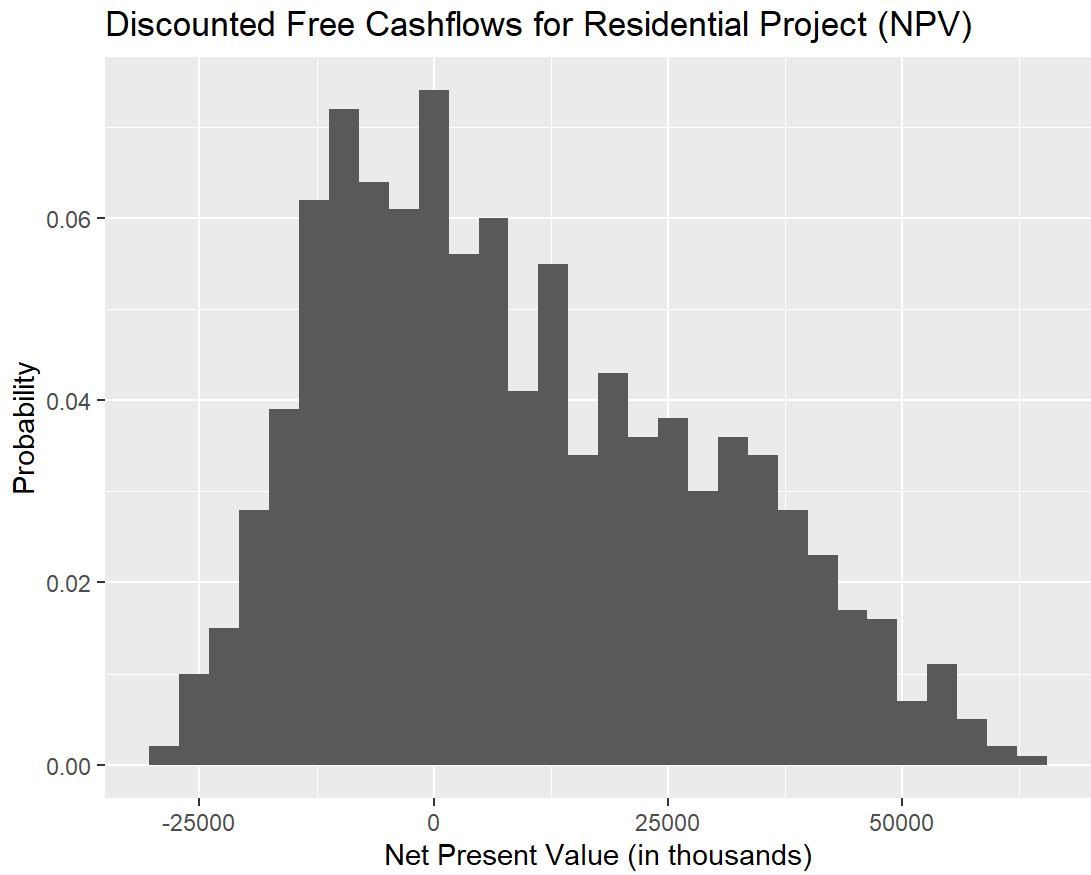 Discounted Free Cashflows for Residential Project (NPV)
Probability
0.06
0.04
0.02
0.00
-25000 0 25000 50000
Net Present Value (in thousands)